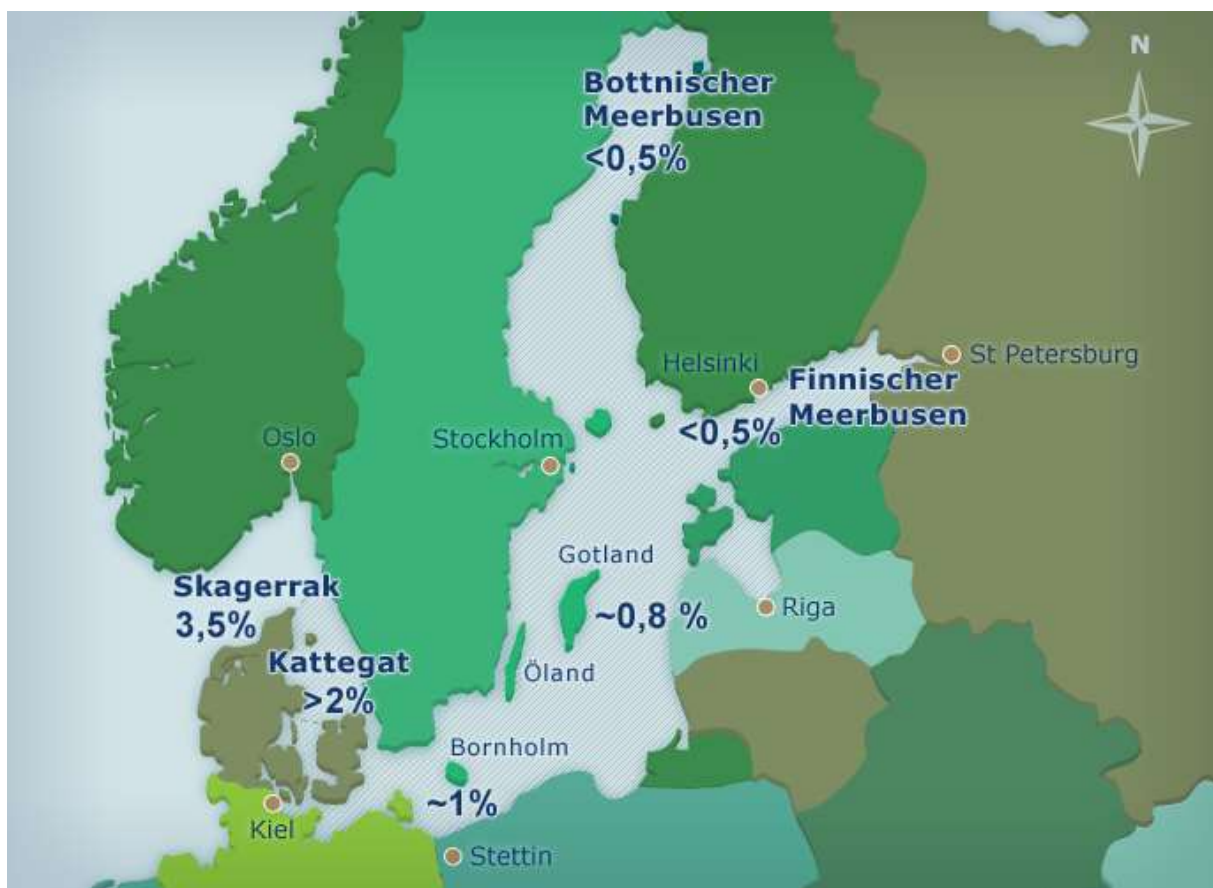 N
Bottnischer
Meerbusen
<0,5%
St Petersburg
Helsinki
Finnischer
Meerbusen
<0,5%
Oslo
Stockholm
Gotland
~0,8 %
Skagerrak
3,5%
Riga
Kattegat
>2%
Öland
Bornholm
~1%
Kiel
Stettin